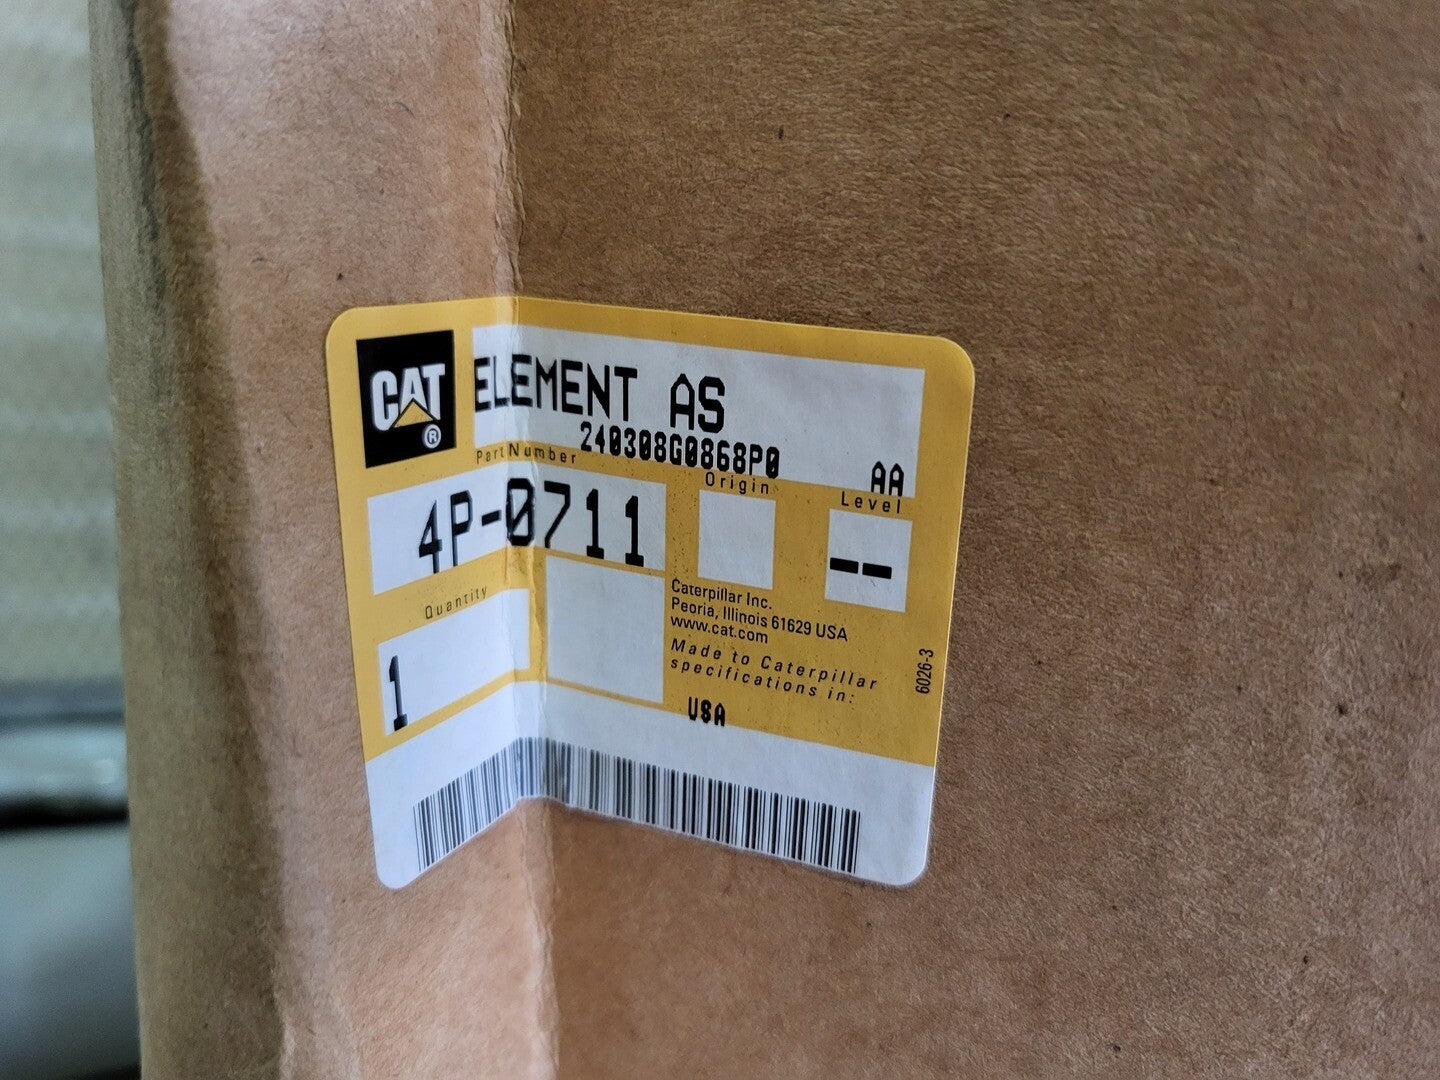 CAT
®
ELEMENT AS
240308G0868P0
AA
Part Number
Origin
Level
4P-0711
--
Quantity
1
Caterpillar Inc.
Peoria, Illinois 61629 USA
www.cat.com
Made to Caterpillar
specifications in:
USA
6026-3